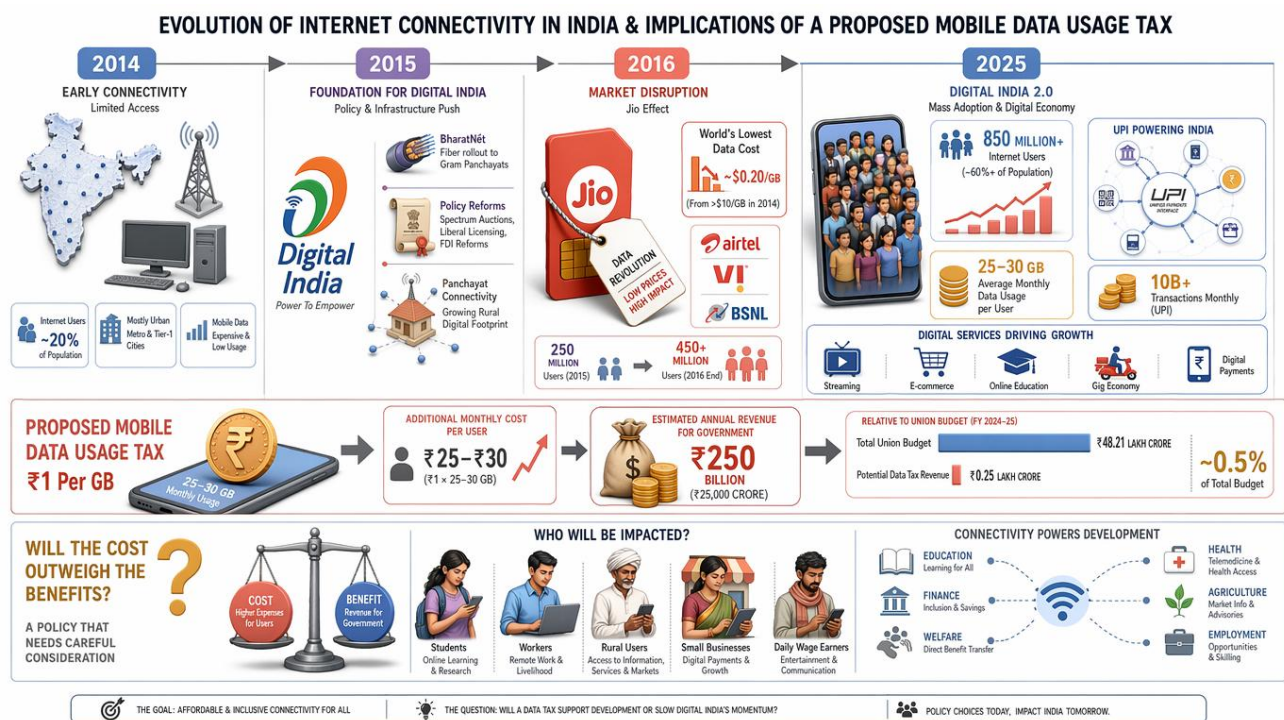 EVOLUTION OF INTERNET CONNECTIVITY IN INDIA & IMPLICATIONS OF A PROPOSED MOBILE DATA USAGE TAX
2014
EARLY CONNECTIVITY
Limited Access
Internet Users
~20%
of Population
Mostly Urban
Metro & Tier-1
Cities
Mobile Data
Expensive &
Low Usage
2015
FOUNDATION FOR DIGITAL INDIA
Policy & Infrastructure Push
Digital
India
Power To Empower
BharatNét
Fiber rollout to
Gram Panchayats
Policy Reforms
Spectrum Auctions,
Liberal Licensing,
FDI Reforms
Panchayat
Connectivity
Growing Rural
Digital Footprint
2016
MARKET DISRUPTION
Jio Effect
Jio
DATA
REVOLUTION
LOW PRICES
HIGH IMPACT
World's Lowest
Data Cost
~$0.20/GB
(From >$10/GB in 2014)
airtel
VI
BSNL
250
MILLION
Users (2015)
450+
MILLION
Users (2016 End)
2025
DIGITAL INDIA 2.0
Mass Adoption & Digital Economy
850 MILLION+
Internet Users
(~60%+ of Population)
25–30 GB
Average Monthly
Data Usage
per User
UPI POWERING INDIA
UPI
UNIFIED PAYMENTS
INTERFACE
10B+
Transactions Monthly
(UPI)
DIGITAL SERVICES DRIVING GROWTH
Streaming
E-commerce
Online Education
Gig Economy
Digital
Payments
PROPOSED MOBILE
DATA USAGE TAX
₹1 Per GB
25–30 GB
Monthly Usage
ADDITIONAL MONTHLY COST
PER USER
₹25–₹30
(₹1 × 25–30 GB)
ESTIMATED ANNUAL REVENUE
FOR GOVERNMENT
$
₹250
BILLION
(₹25,000 CRORE)
RELATIVE TO UNION BUDGET (FY 2024–25)
Total Union Budget
₹48.21 LAKH CRORE
Potential Data Tax Revenue
₹0.25 LAKH CRORE
~0.5%
of Total Budget
WILL THE COST
OUTWEIGH THE
BENEFITS?
?
A POLICY THAT
NEEDS CAREFUL
CONSIDERATION
COST
Higher Expenses
for Users
BENEFIT
Revenue for
Government
WHO WILL BE IMPACTED?
Students
Online Learning
& Research
Workers
Remote Work &
Livelihood
Rural Users
Access to Information,
Services & Markets
Small Businesses
Digital Payments &
Growth
Daily Wage Earners
Entertainment &
Communication
CONNECTIVITY POWERS DEVELOPMENT
EDUCATION
Learning for All
FINANCE
Inclusion & Savings
WELFARE
Direct Benefit Transfer
HEALTH
Telemedicine &
Health Access
AGRICULTURE
Market Info &
Advisories
EMPLOYMENT
Opportunities
& Skilling
THE GOAL: AFFORDABLE & INCLUSIVE CONNECTIVITY FOR ALL
THE QUESTION: WILL A DATA TAX SUPPORT DEVELOPMENT OR SLOW DIGITAL INDIA'S MOMENTUM?
POLICY CHOICES TODAY, IMPACT INDIA TOMORROW.